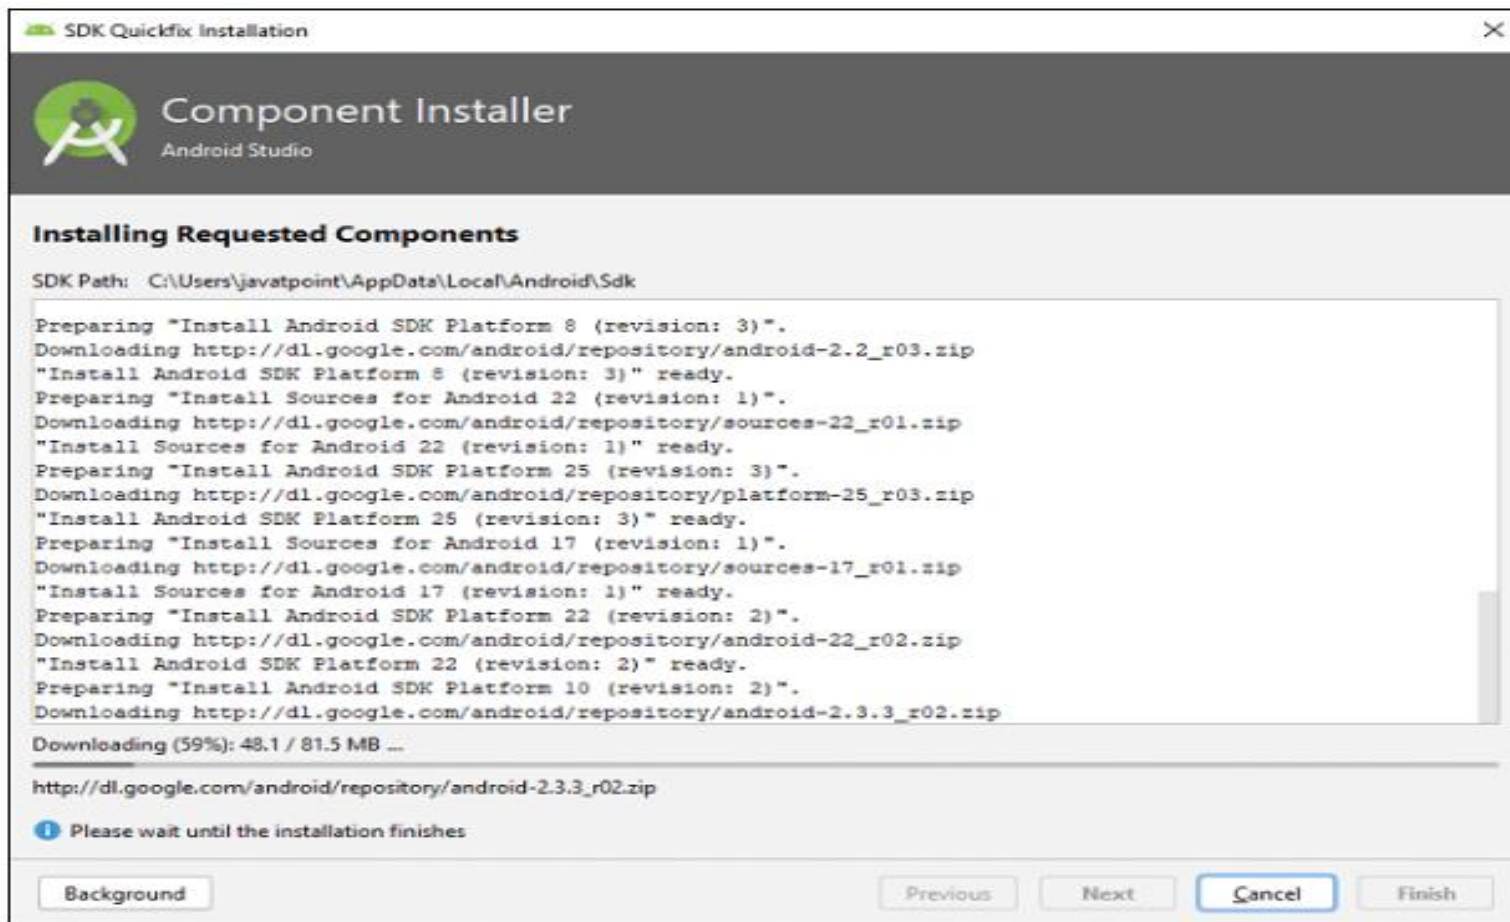 SDK Quickfix Installation
Component Installer
Android Studio
Installing Requested Components
SDK Path: C:\Users\javatpoint\AppData\Local\Android\Sdk
Preparing "Install Android SDK Platform 8 (revision: 3)".
Downloading http://dl.google.com/android/repository/android-2.2_r03.zip
"Install Android SDK Platform 8 (revision: 3)" ready.
Preparing "Install Sources for Android 22 (revision: 1)".
Downloading http://dl.google.com/android/repository/sources-22_r01.zip
"Install Sources for Android 22 (revision: 1)" ready.
Preparing "Install Android SDK Platform 25 (revision: 3)".
Downloading http://dl.google.com/android/repository/platform-25_r03.zip
"Install Android SDK Platform 25 (revision: 3)" ready.
Preparing "Install Sources for Android 17 (revision: 1)".
Downloading http://dl.google.com/android/repository/sources-17_r01.zip
"Install Sources for Android 17 (revision: 1)" ready.
Preparing "Install Android SDK Platform 22 (revision: 2)".
Downloading http://dl.google.com/android/repository/android-22_r02.zip
"Install Android SDK Platform 22 (revision: 2)" ready.
Preparing "Install Android SDK Platform 10 (revision: 2)".
Downloading http://dl.google.com/android/repository/android-2.3.3_r02.zip
Downloading (59%): 48.1 / 81.5 MB ...
http://dl.google.com/android/repository/android-2.3.3_r02.zip
Please wait until the installation finishes
Background Previous Next Cancel Finish